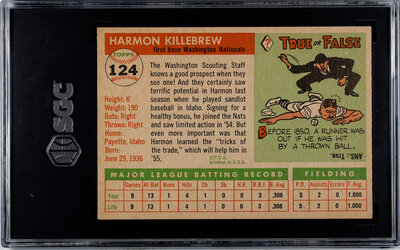 HARMON KILLEBREW
first base Washington Nationals
TOPPS
124
Height: 6'
Weight: 190
Bats: Right
Throws: Right
Home:
Payette, Idaho
Born:
June 29, 1936
The Washington Scouting Staff
knows a good prospect when they
see one! And they certainly saw
terrific potential in Harmon
last season when he played sandlot
baseball in Idaho. Signing for a
healthy bonus, he joined the Nats
and saw limited action in '54. But
even more important was that
Harmon learned the "tricks of
the trade," which will help him in
'55.
©T.C.G.
printed in U.S.A.
TRUE OR FALSE
BEFORE 1850, A RUNNER WAS
OUT IF HE WAS HIT
BY A THROWN BALL.
ANS: True
MAJOR LEAGUE BATTING RECORD
FIELDING
Games At Bat Runs Hits 2b 3b H.R. R.B.I. B.Avg.
P.O. Assists Errors F.Avg.
Year 9 13 1 4 1 0 0 3 .308
5 2 0 1.000
Life 9 13 1 4 1 0 0 3 .308
5 2 0 1.000
SGC